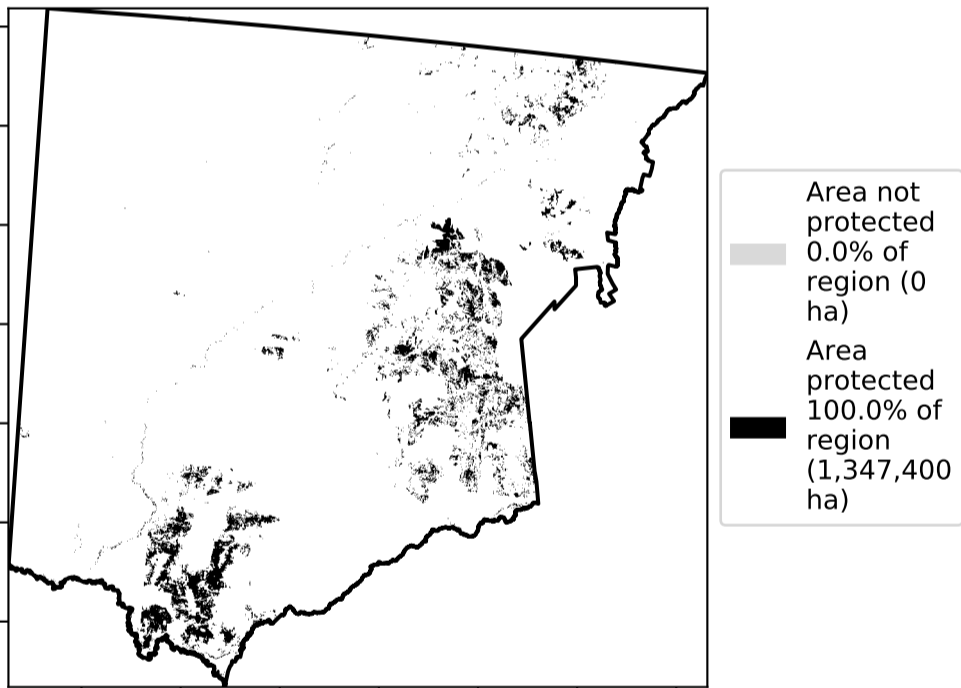 Area not
protected
0.0% of
region (0
ha)
Area
protected
100.0% of
region
(1,347,400
ha)